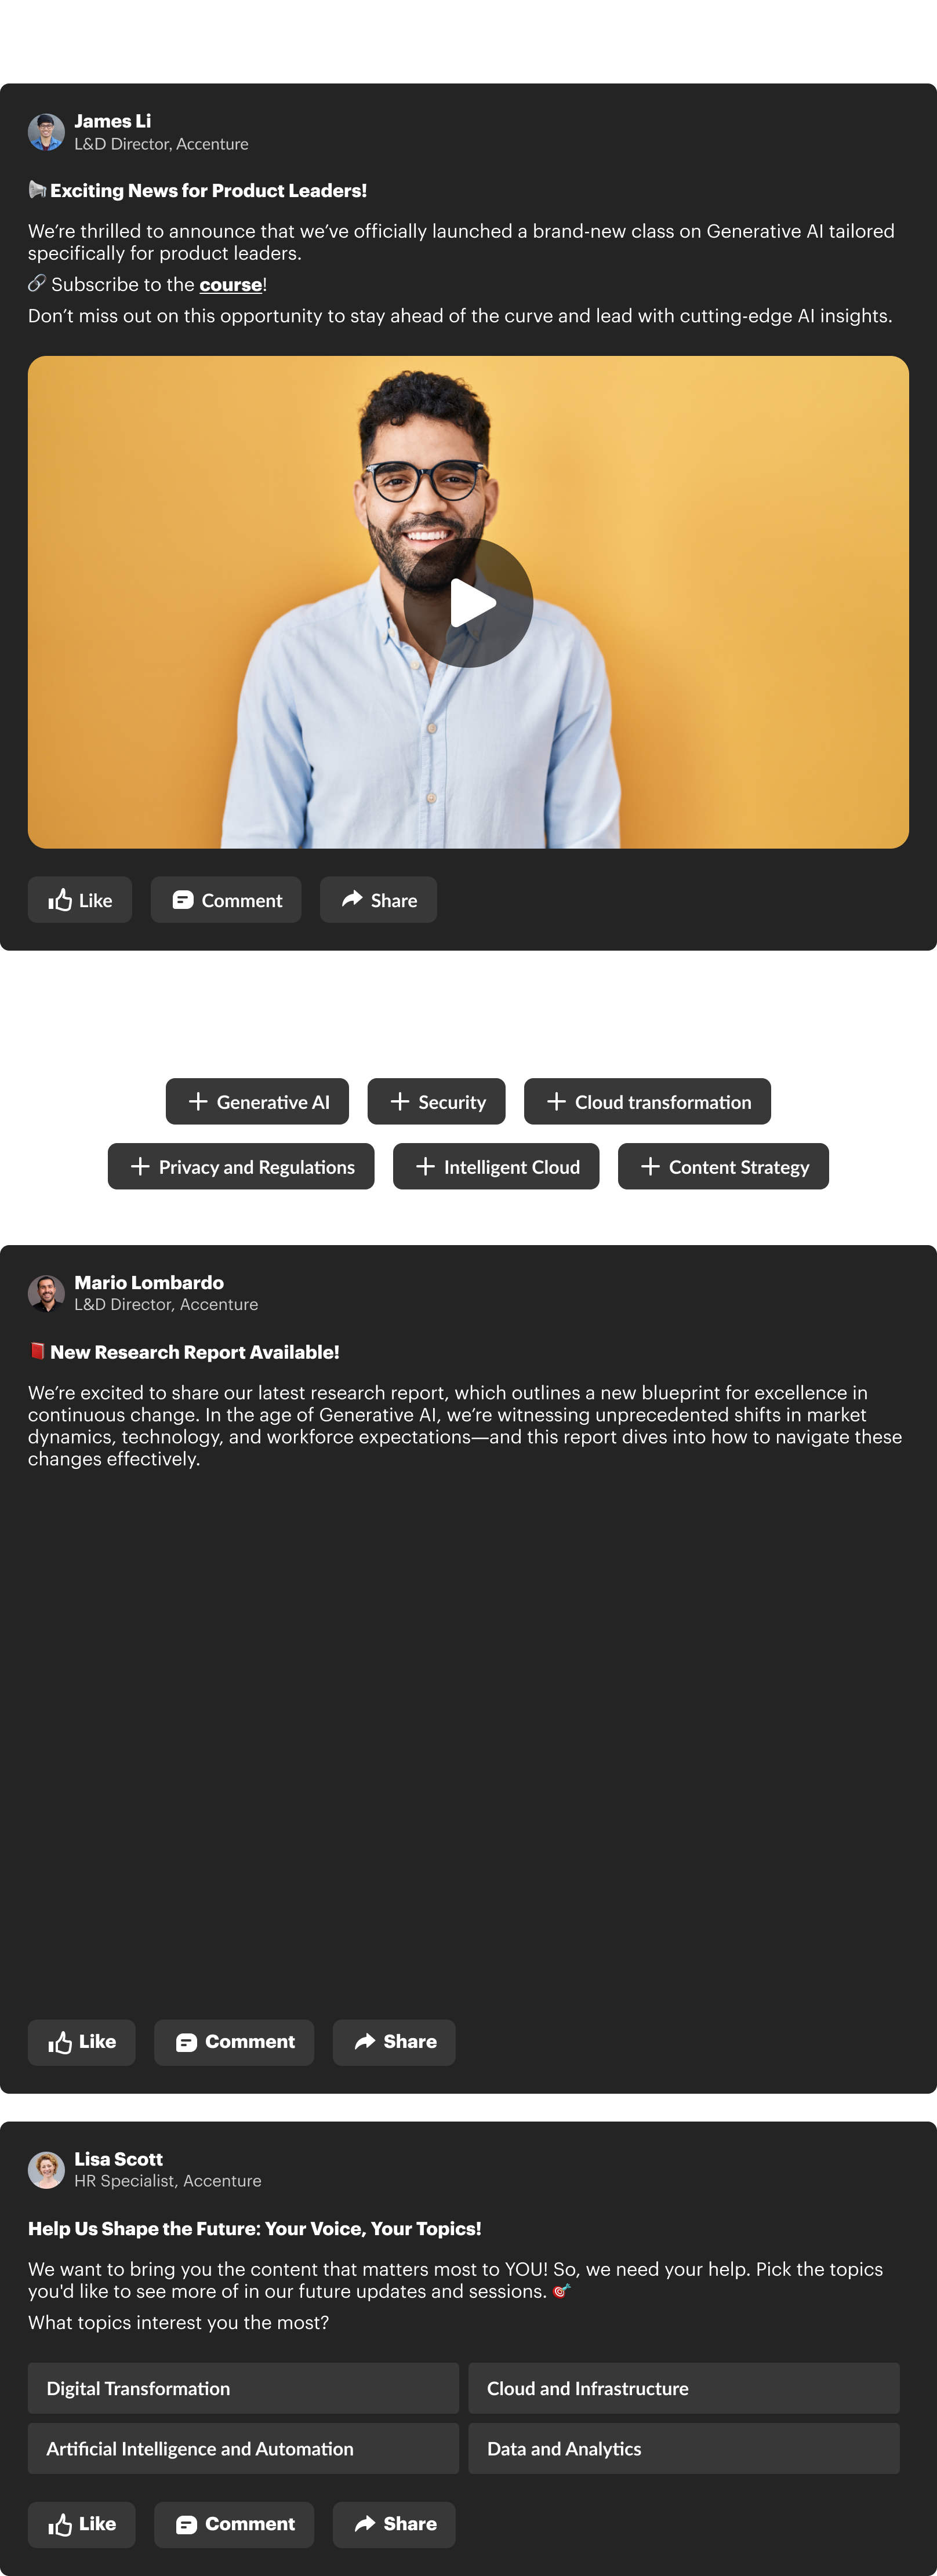 James Li
L&D Director, Accenture
📢 Exciting News for Product Leaders!
We’re thrilled to announce that we’ve officially launched a brand-new class on Generative AI tailored
specifically for product leaders.
🔗 Subscribe to the course!
Don’t miss out on this opportunity to stay ahead of the curve and lead with cutting-edge AI insights.
Like
Comment
Share
Generative AI
Security
Cloud transformation
Privacy and Regulations
Intelligent Cloud
Content Strategy
Mario Lombardo
L&D Director, Accenture
📕 New Research Report Available!
We’re excited to share our latest research report, which outlines a new blueprint for excellence in
continuous change. In the age of Generative AI, we’re witnessing unprecedented shifts in market
dynamics, technology, and workforce expectations—and this report dives into how to navigate these
changes effectively.
Like
Comment
Share
Lisa Scott
HR Specialist, Accenture
Help Us Shape the Future: Your Voice, Your Topics!
We want to bring you the content that matters most to YOU! So, we need your help. Pick the topics
you'd like to see more of in our future updates and sessions. 🎯
What topics interest you the most?
Digital Transformation
Cloud and Infrastructure
Artificial Intelligence and Automation
Data and Analytics
Like
Comment
Share